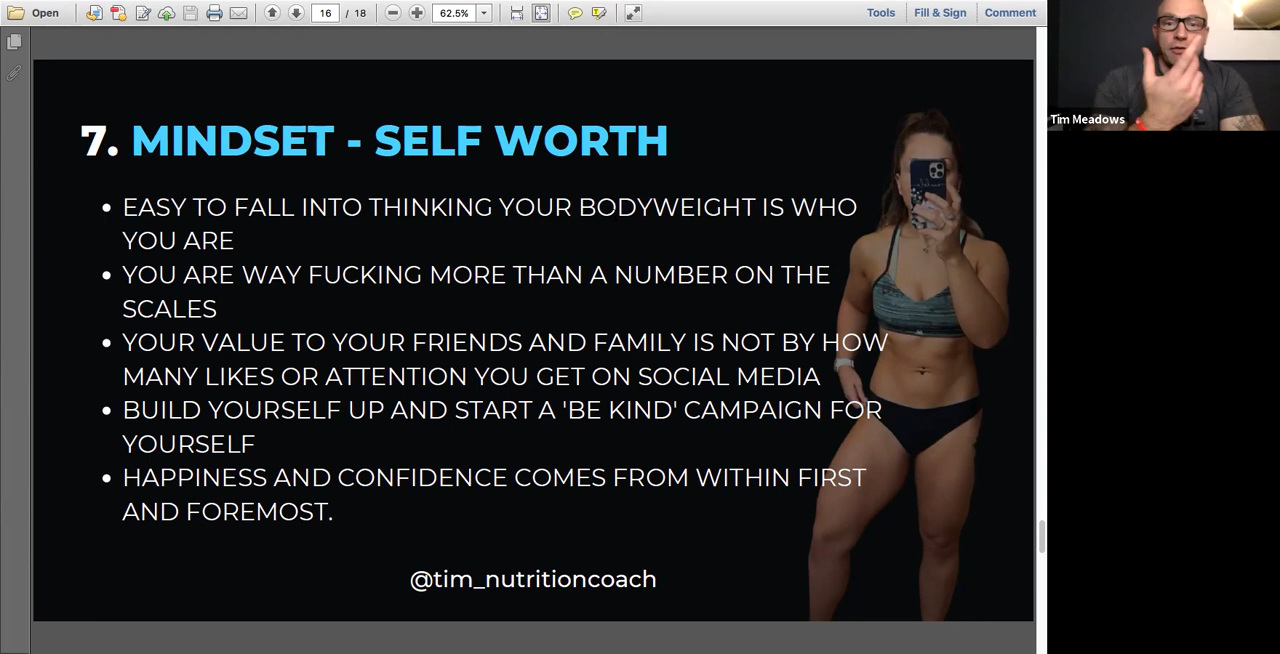 Open
16 / 18
62.5%
Tools
Fill & Sign
Comment
7. MINDSET - SELF WORTH
• EASY TO FALL INTO THINKING YOUR BODYWEIGHT IS WHO
YOU ARE
• YOU ARE WAY FUCKING MORE THAN A NUMBER ON THE
SCALES
• YOUR VALUE TO YOUR FRIENDS AND FAMILY IS NOT BY HOW
MANY LIKES OR ATTENTION YOU GET ON SOCIAL MEDIA
• BUILD YOURSELF UP AND START A 'BE KIND' CAMPAIGN FOR
YOURSELF
• HAPPINESS AND CONFIDENCE COMES FROM WITHIN FIRST
AND FOREMOST.
@tim_nutritioncoach
Tim Meadows